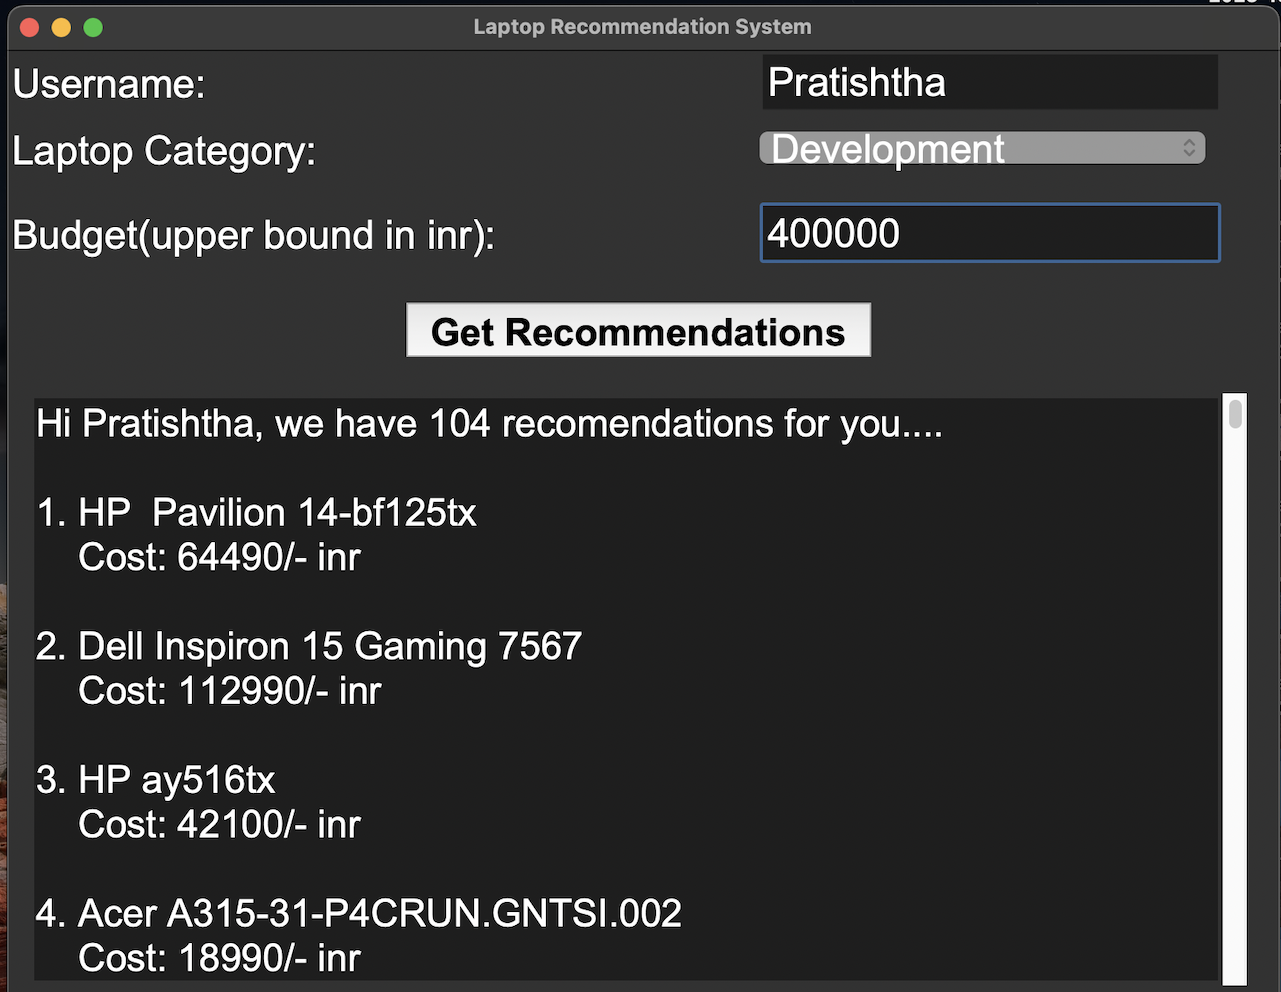 Laptop Recommendation System
Username: Pratishtha
Laptop Category: Development
Budget(upper bound in inr): 400000
Get Recommendations
Hi Pratishtha, we have 104 recomendations for you....
1. HP  Pavilion 14-bf125tx
Cost: 64490/- inr
2. Dell Inspiron 15 Gaming 7567
Cost: 112990/- inr
3. HP ay516tx
Cost: 42100/- inr
4. Acer A315-31-P4CRUN.GNTSI.002
Cost: 18990/- inr